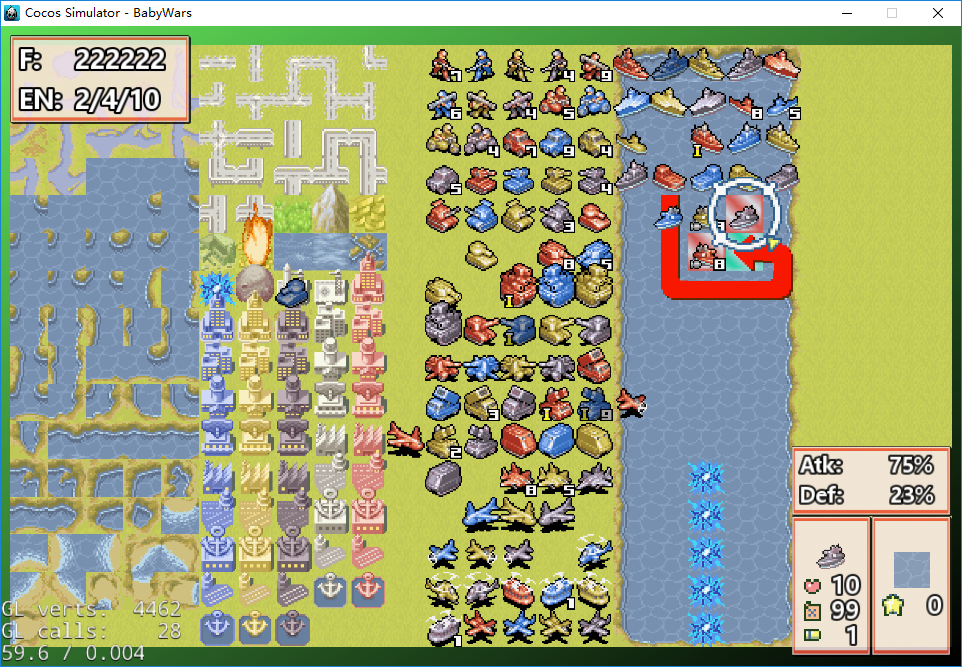 Cocos Simulator - BabyWars
F: 222222
EN: 2/4/10
Atk: 75%
Def: 23%
10
99
1
0
GL verts: 4462
GL calls: 28
59.6 / 0.004